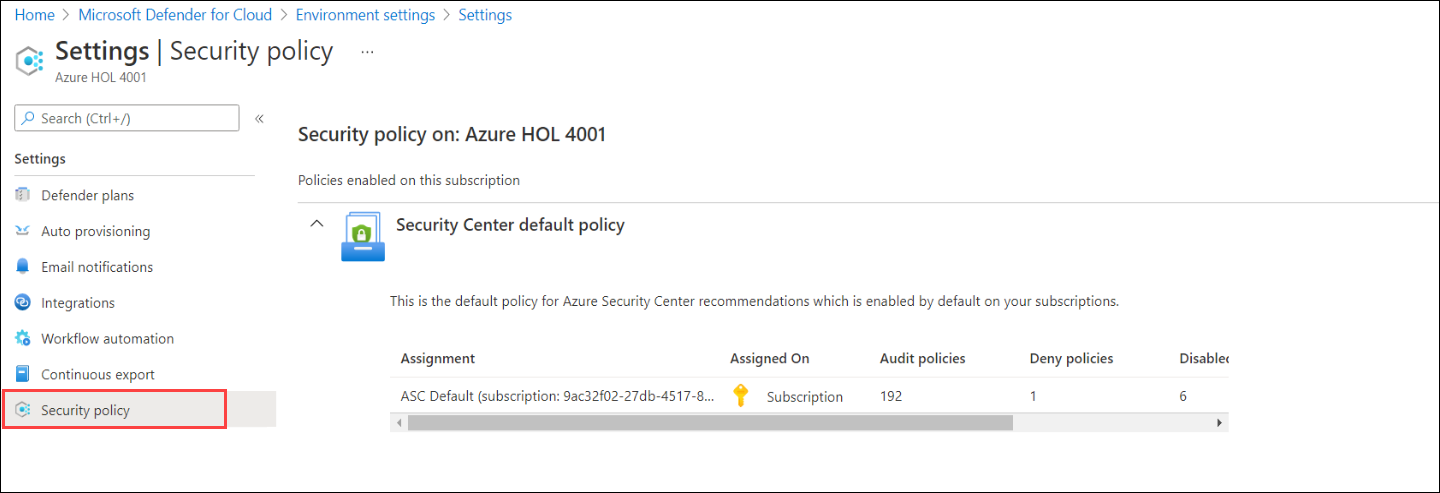 Home > Microsoft Defender for Cloud > Environment settings > Settings
Settings | Security policy ...
Azure HOL 4001
Search (Ctrl+/) «
Settings
Defender plans
Auto provisioning
Email notifications
Integrations
Workflow automation
Continuous export
Security policy
Security policy on: Azure HOL 4001
Policies enabled on this subscription
Security Center default policy
This is the default policy for Azure Security Center recommendations which is enabled by default on your subscriptions.
Assignment Assigned On Audit policies Deny policies Disabled
ASC Default (subscription: 9ac32f02-27db-4517-8... Subscription 192 1 6